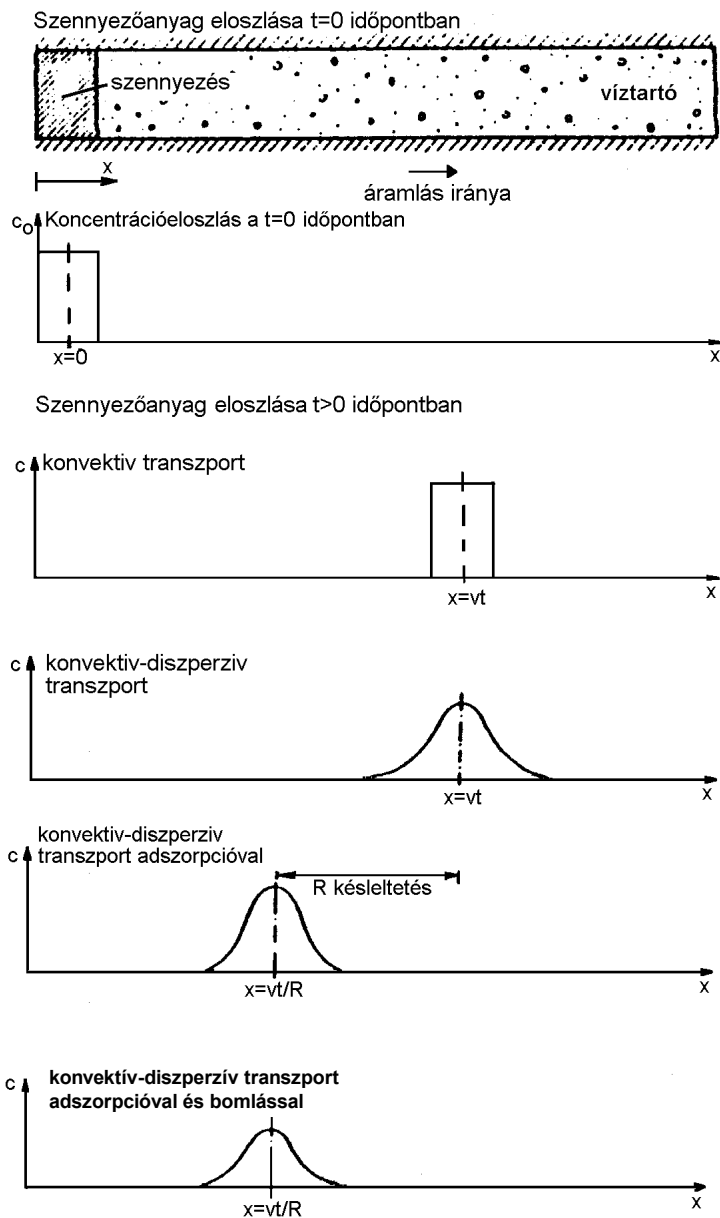 Szennyezőanyag eloszlása t=0 időpontban
szennyezés
víztartó
x
áramlás iránya
c₀
Koncentrációeloszlás a t=0 időpontban
x=0
x
Szennyezőanyag eloszlása t>0 időpontban
c
konvektiv transzport
x=vt
x
c
konvektiv-diszperziv
transzport
x=vt
x
konvektiv-diszperziv
transzport adszorpcióval
c
R késleltetés
x=vt/R
x
c
konvektív-diszperzív transzport
adszorpcióval és bomlással
x=vt/R
x